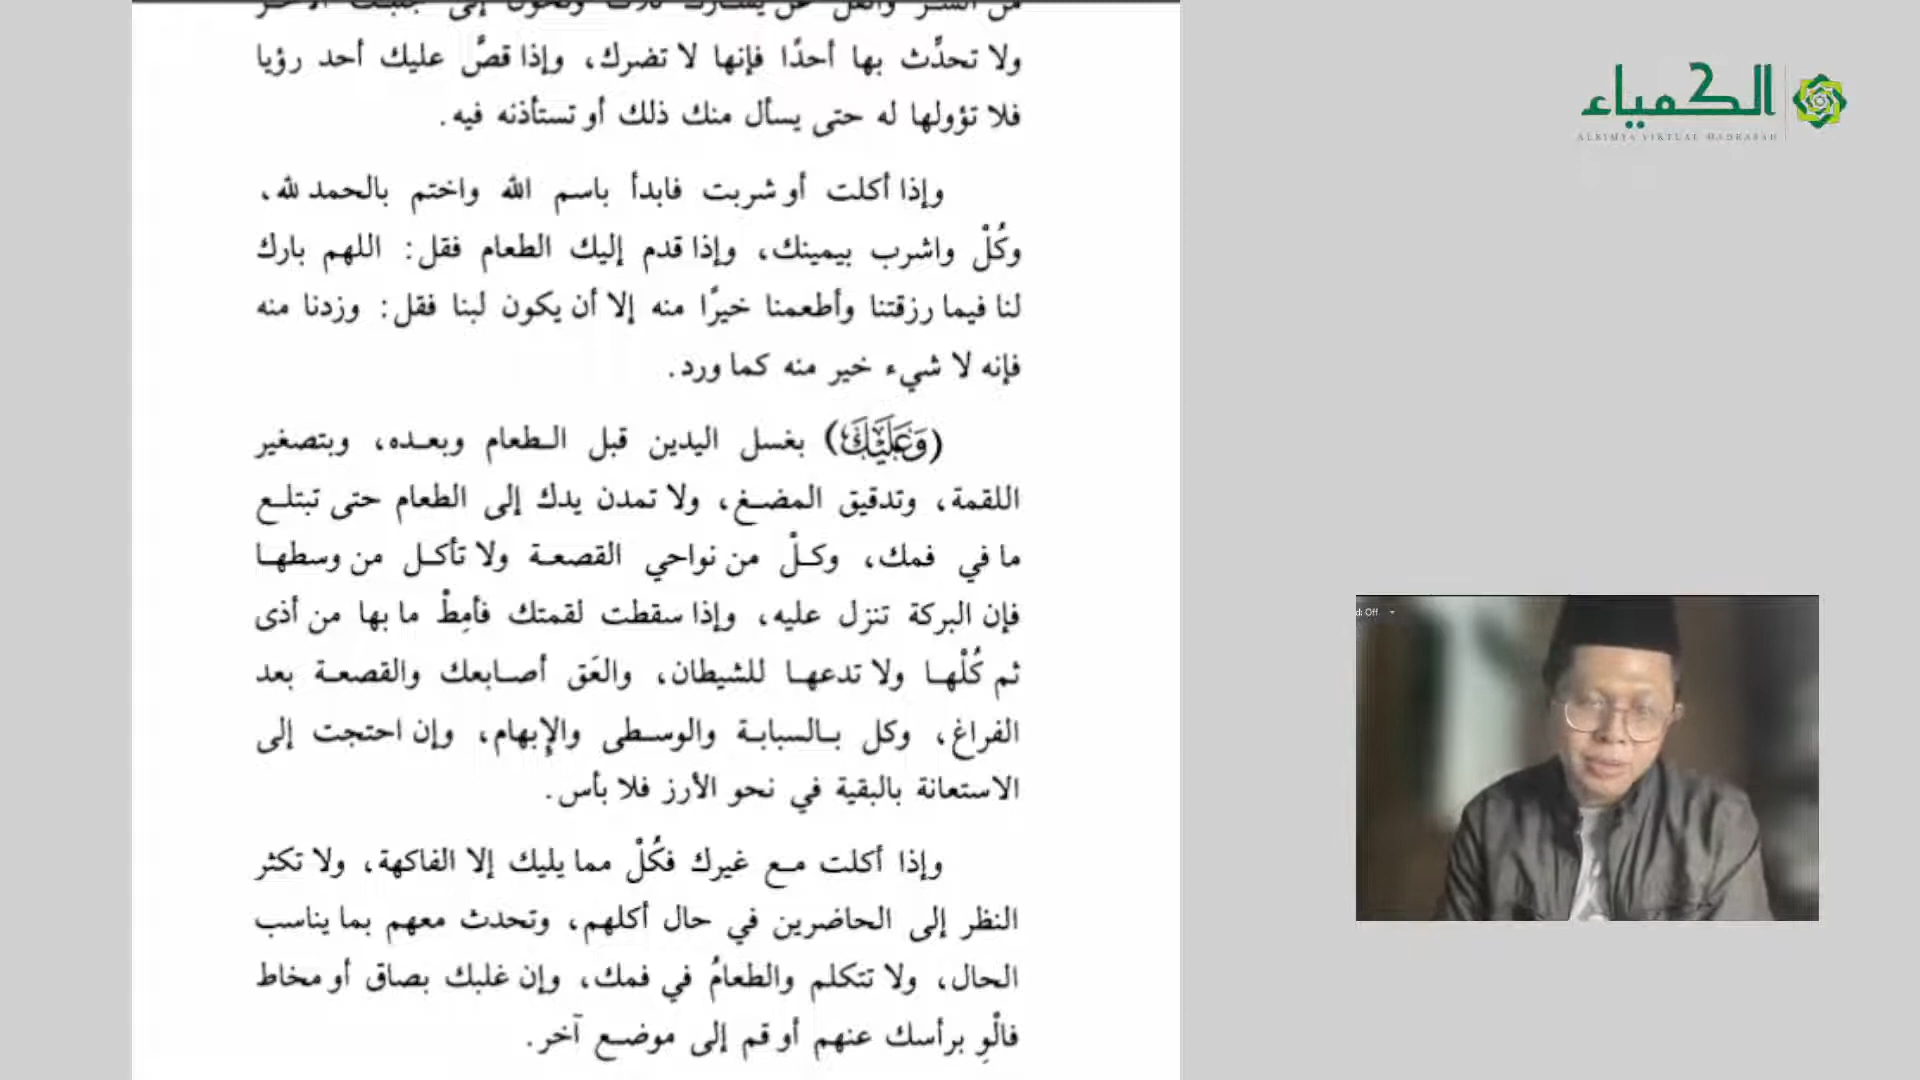 ولا تحدِّث بها أحدًا فإنها لا تضرك، وإذا قصَّ عليك أحد رؤيا
فلا تؤولها له حتى يسأل منك ذلك أو تستأذنه فيه.
وإذا أكلت أو شربت فابدأ باسم الله واختم بالحمد لله،
وكُلْ واشرب بيمينك، وإذا قدم إليك الطعام فقل: اللهم بارك
لنا فيما رزقتنا وأطعمنا خيرًا منه إلا أن يكون لبنا فقل: وزدنا منه
فإنه لا شيء خير منه كما ورد.
(وَعَلَيْكَ) بغسل اليدين قبل الطعام وبعده، وبتصغير
اللقمة، وتدقيق المضغ، ولا تمدن يدك إلى الطعام حتى تبتلع
ما في فمك، وكلْ من نواحي القصعة ولا تأكل من وسطها
فإن البركة تنزل عليه، وإذا سقطت لقمتك فأمِطْ ما بها من أذى
ثم كُلْها ولا تدعها للشيطان، والعَق أصابعك والقصعة بعد
الفراغ، وكل بالسبابة والوسطى والإبهام، وإن احتجت إلى
الاستعانة بالبقية في نحو الأرز فلا بأس.
وإذا أكلت مع غيرك فكُلْ مما يليك إلا الفاكهة، ولا تكثر
النظر إلى الحاضرين في حال أكلهم، وتحدث معهم بما يناسب
الحال، ولا تتكلم والطعامُ في فمك، وإن غلبك بصاق أو مخاط
فالْوِ برأسك عنهم أو قم إلى موضع آخر.
الكمياء
ALKIMYA VIRTUAL MADRASAH
d: Off